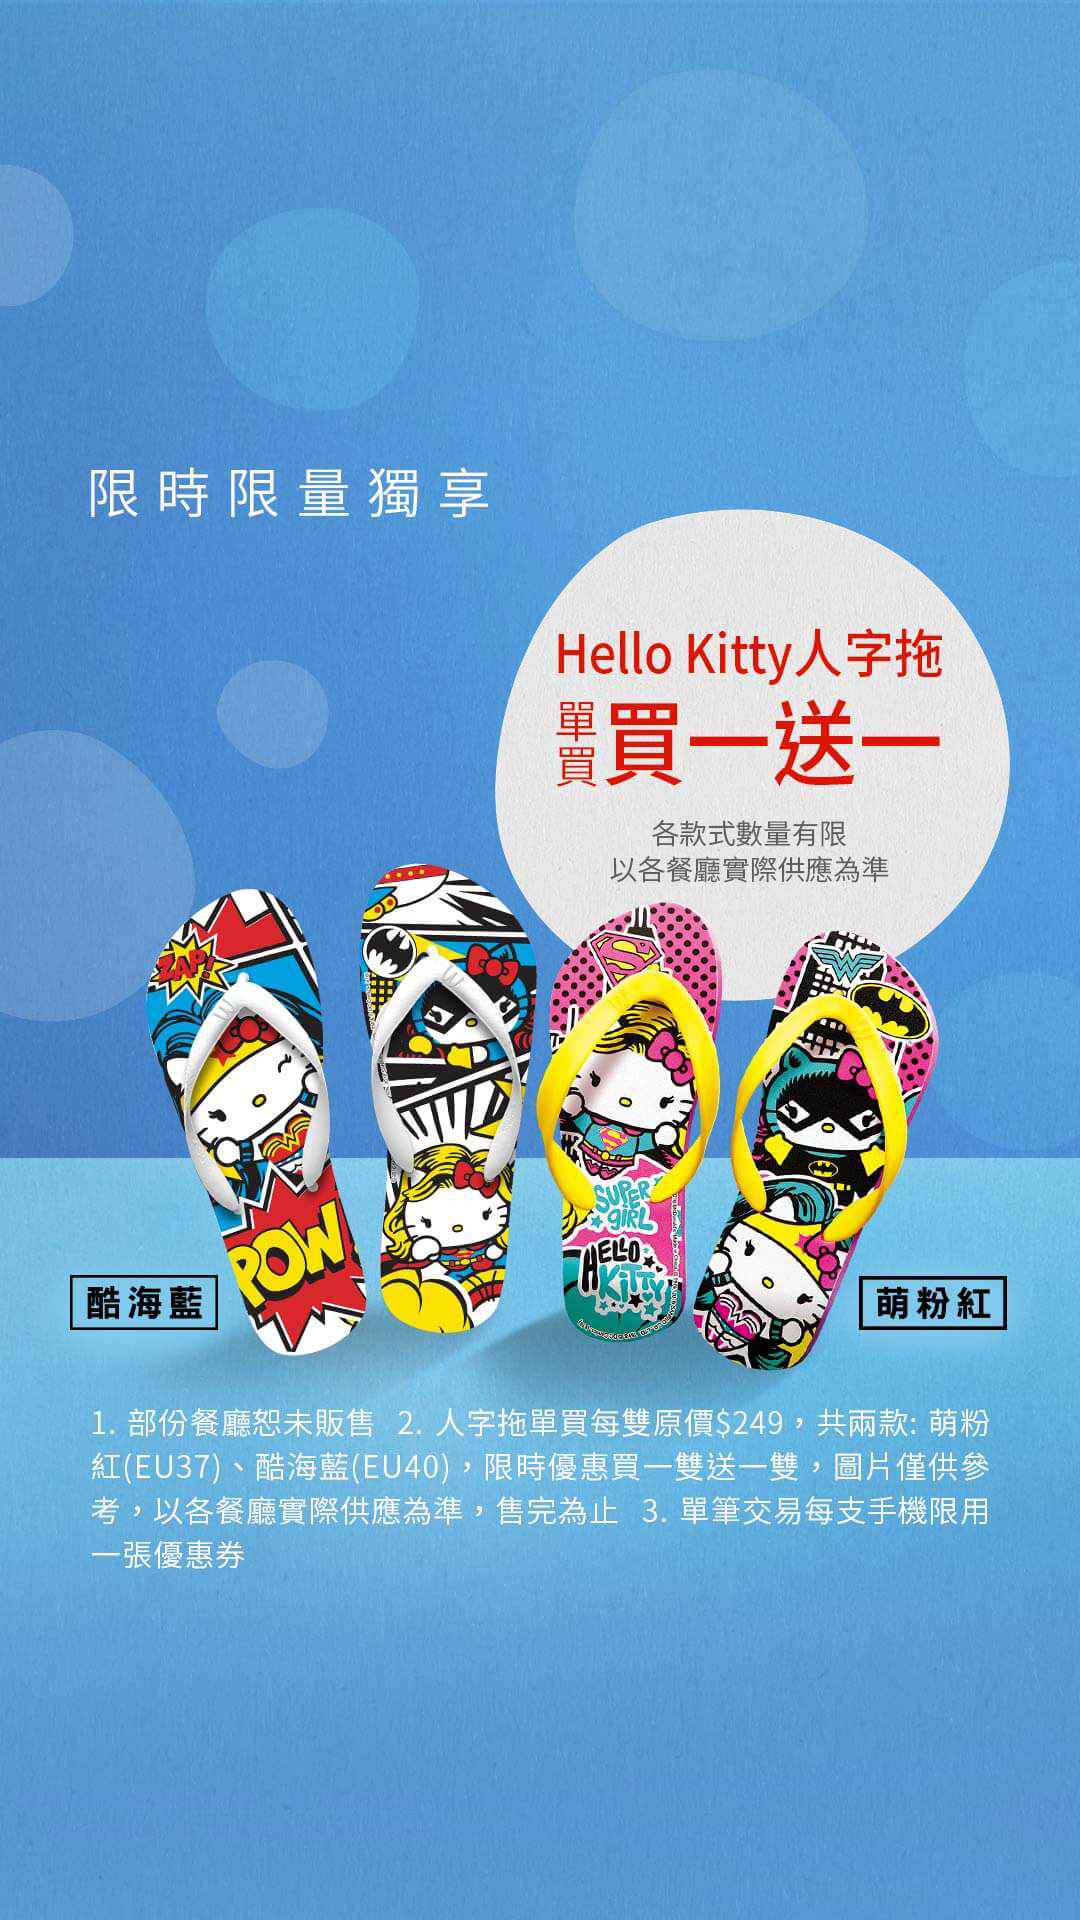 限時限量獨享
Hello Kitty人字拖
單買 買一送一
各款式數量有限
以各餐廳實際供應為準
ZAP!
POW
SUPER
GIRL
HELLO
KITTY
酷海藍
萌粉紅
1. 部份餐廳恕未販售 2. 人字拖單買每雙原價$249，共兩款: 萌粉
紅(EU37)、酷海藍(EU40)，限時優惠買一雙送一雙，圖片僅供參
考，以各餐廳實際供應為準，售完為止 3. 單筆交易每支手機限用
一張優惠券